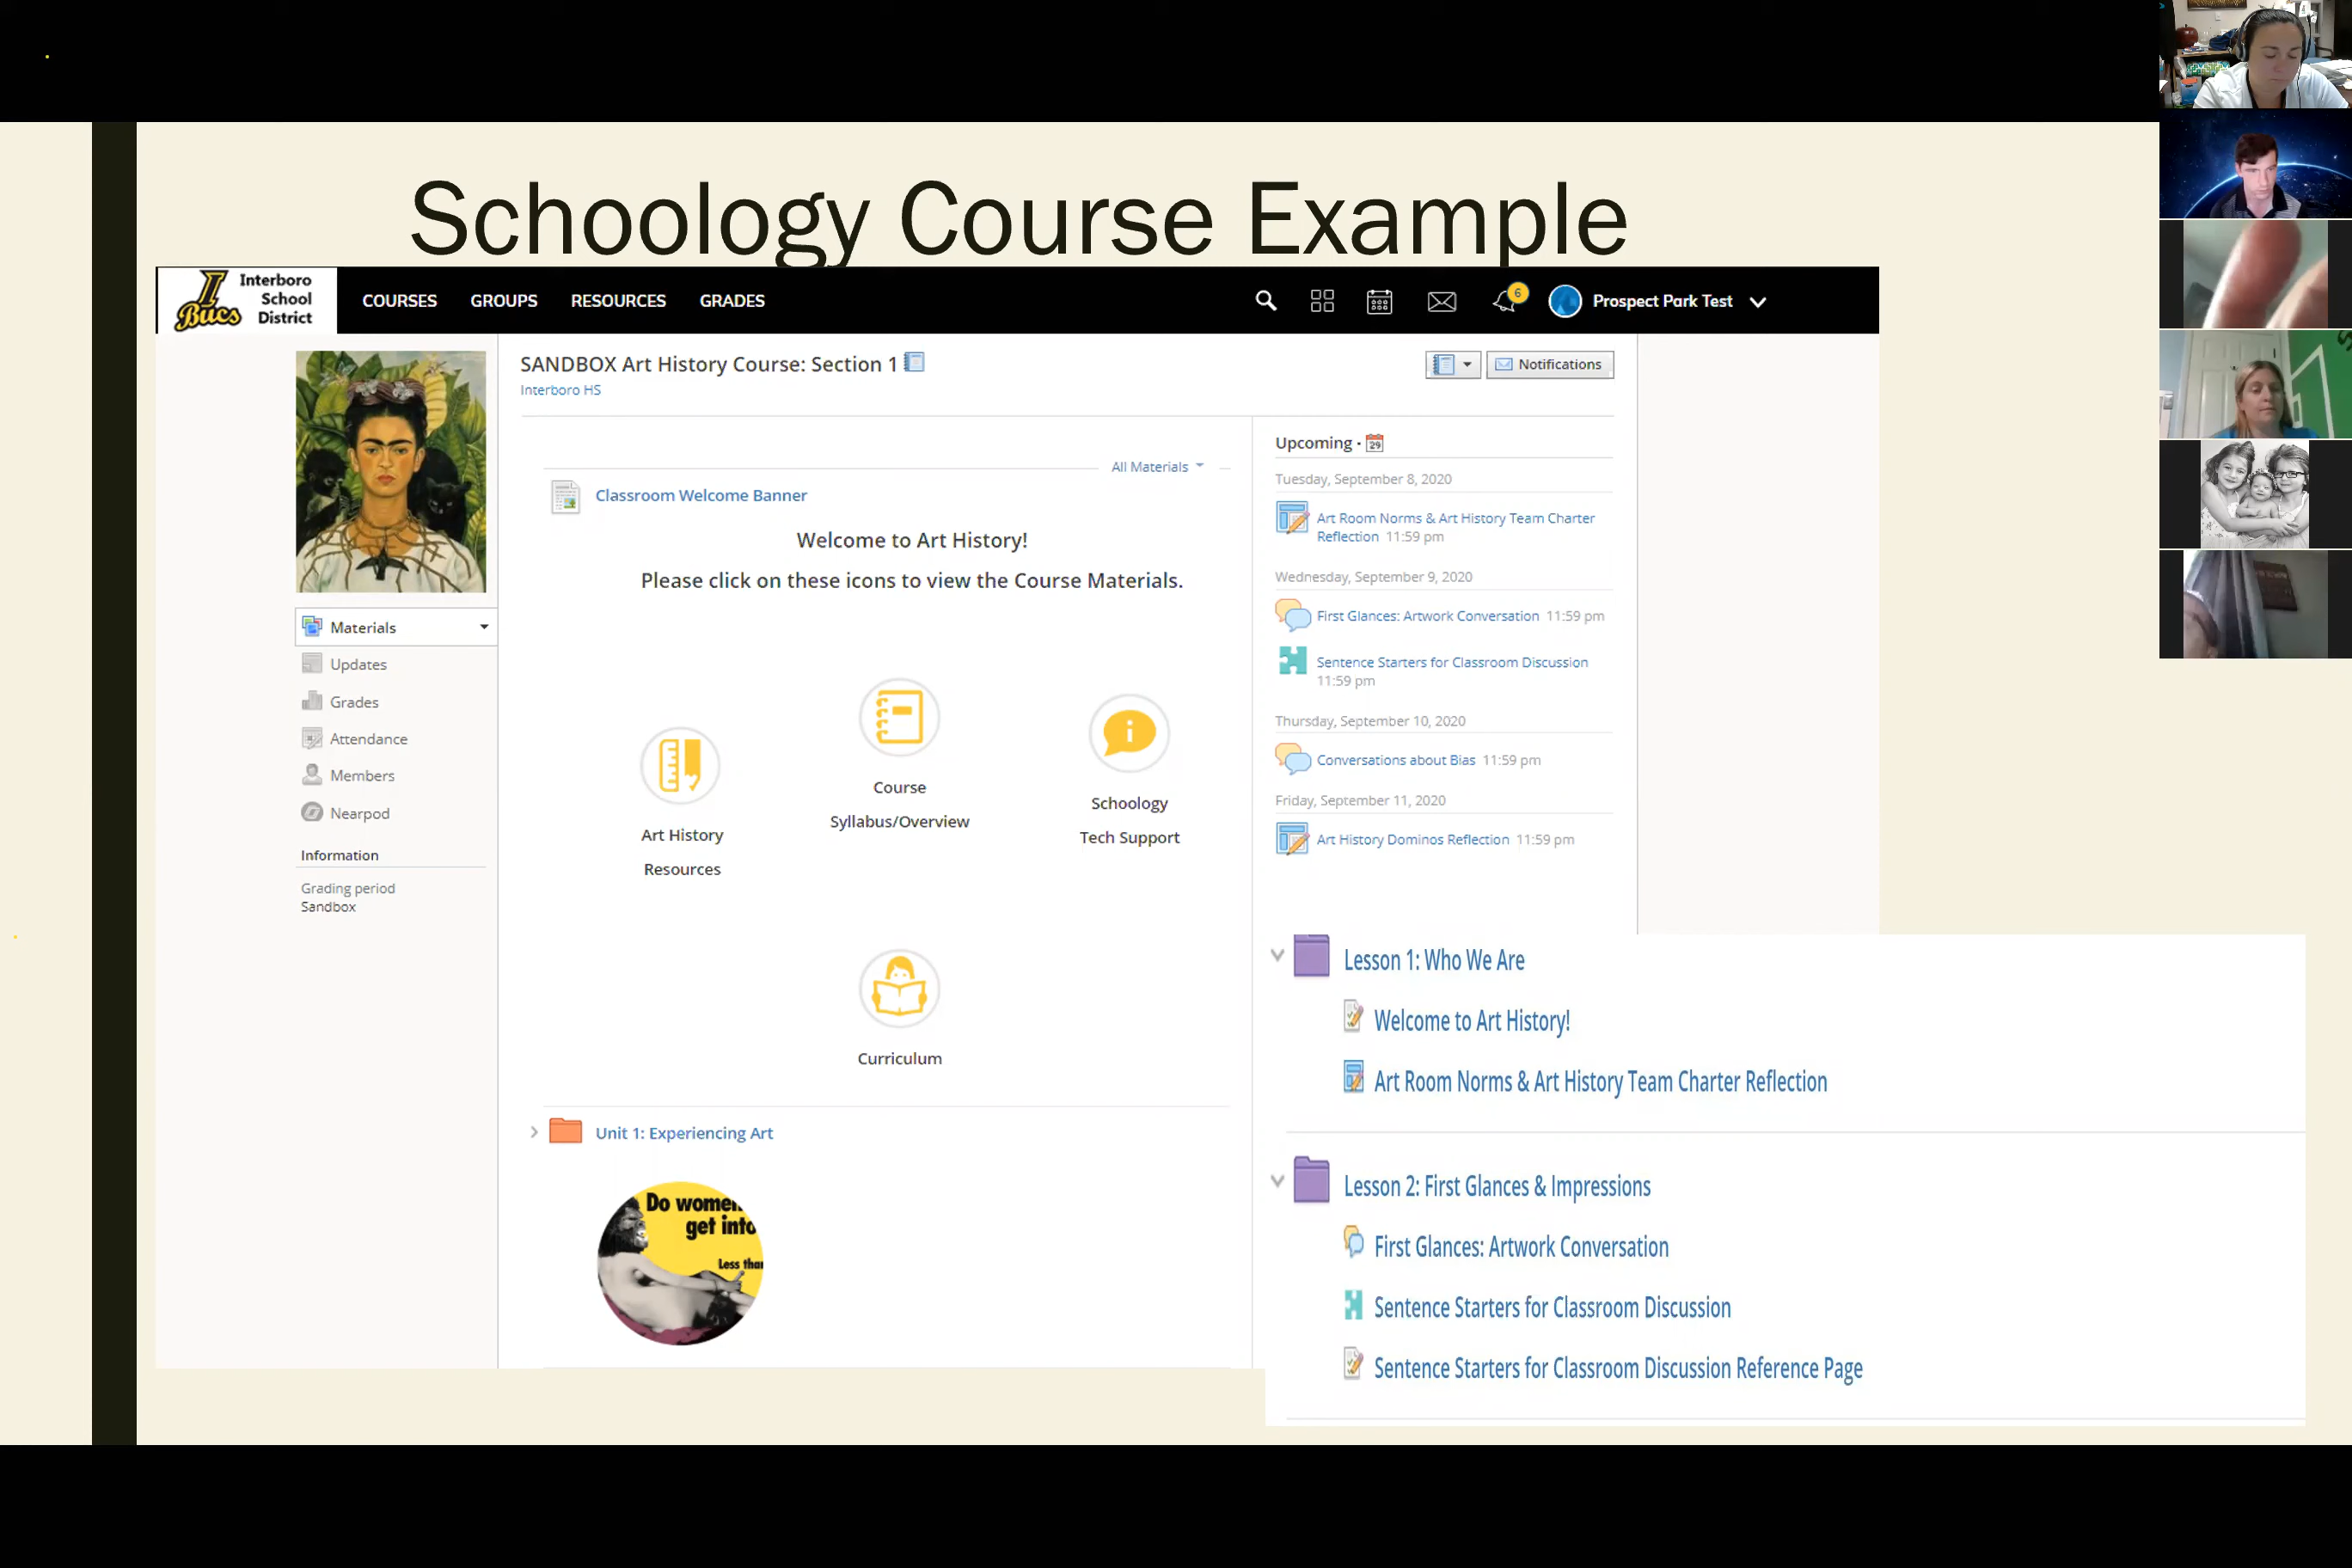 Schoology Course Example
I
Bucs
Interboro
School
District
COURSES GROUPS RESOURCES GRADES
6
Prospect Park Test
SANDBOX Art History Course: Section 1
Interboro HS
Notifications
All Materials
Classroom Welcome Banner
Welcome to Art History!
Please click on these icons to view the Course Materials.
Materials
Updates
Grades
Attendance
Members
Nearpod
Information
Grading period
Sandbox
Art History
Resources
Course
Syllabus/Overview
Schoology
Tech Support
Curriculum
Unit 1: Experiencing Art
Do women
get into
Less than
Upcoming · 29
Tuesday, September 8, 2020
Art Room Norms & Art History Team Charter
Reflection 11:59 pm
Wednesday, September 9, 2020
First Glances: Artwork Conversation 11:59 pm
Sentence Starters for Classroom Discussion
11:59 pm
Thursday, September 10, 2020
Conversations about Bias 11:59 pm
Friday, September 11, 2020
Art History Dominos Reflection 11:59 pm
Lesson 1: Who We Are
Welcome to Art History!
Art Room Norms & Art History Team Charter Reflection
Lesson 2: First Glances & Impressions
First Glances: Artwork Conversation
Sentence Starters for Classroom Discussion
Sentence Starters for Classroom Discussion Reference Page